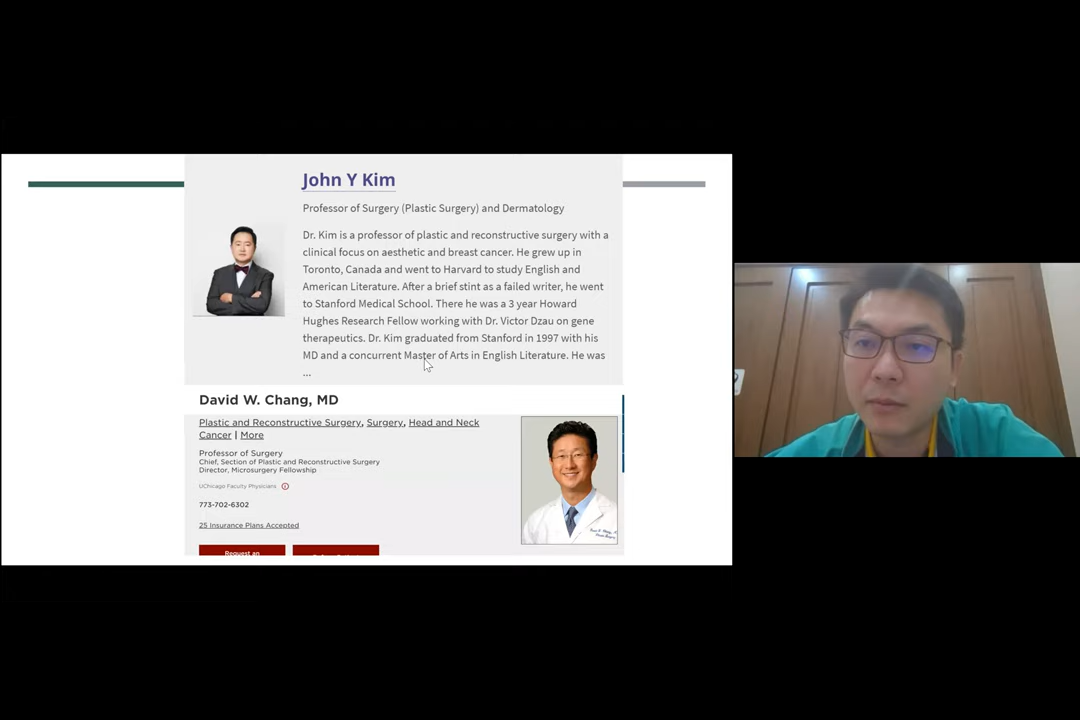 John Y Kim
Professor of Surgery (Plastic Surgery) and Dermatology
Dr. Kim is a professor of plastic and reconstructive surgery with a
clinical focus on aesthetic and breast cancer. He grew up in
Toronto, Canada and went to Harvard to study English and
American Literature. After a brief stint as a failed writer, he went
to Stanford Medical School. There he was a 3 year Howard
Hughes Research Fellow working with Dr. Victor Dzau on gene
therapeutics. Dr. Kim graduated from Stanford in 1997 with his
MD and a concurrent Master of Arts in English Literature. He was
...
David W. Chang, MD
Plastic and Reconstructive Surgery, Surgery, Head and Neck
Cancer | More
Professor of Surgery
Chief, Section of Plastic and Reconstructive Surgery
Director, Microsurgery Fellowship
UChicago Faculty Physicians
773-702-6302
25 Insurance Plans Accepted
Request an